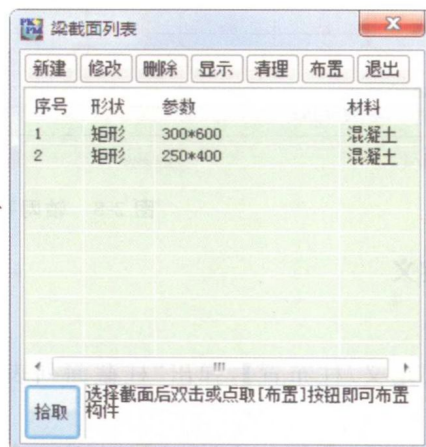 梁截面列表
新建 修改 删除 显示 清理 布置 退出
序号 形状 参数 材料
1 矩形 300*600 混凝土
2 矩形 250*400 混凝土
拾取
选择截面后双击或点取[布置]按钮即可布置
构件